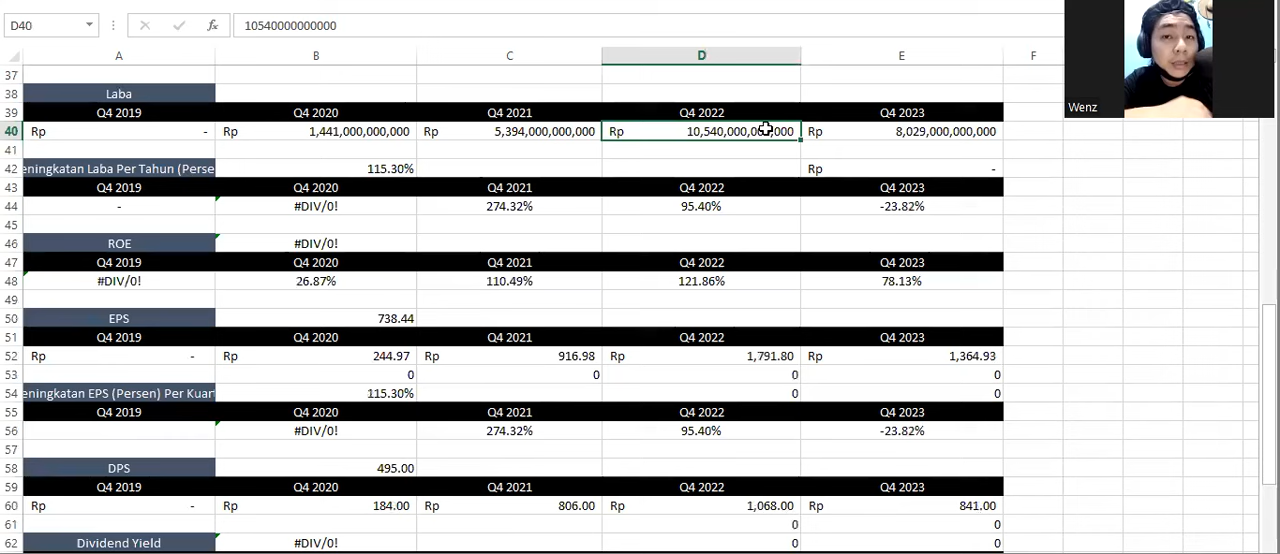 D40 fx 10540000000000
A B C D E F
37
38 Laba
39 Q4 2019 Q4 2020 Q4 2021 Q4 2022 Q4 2023
40 Rp - Rp 1,441,000,000,000 Rp 5,394,000,000,000 Rp 10,540,000,000,000 Rp 8,029,000,000,000
41
42 eningkatan Laba Per Tahun (Perse 115.30% Rp -
43 Q4 2019 Q4 2020 Q4 2021 Q4 2022 Q4 2023
44 - #DIV/0! 274.32% 95.40% -23.82%
45
46 ROE #DIV/0!
47 Q4 2019 Q4 2020 Q4 2021 Q4 2022 Q4 2023
48 #DIV/0! 26.87% 110.49% 121.86% 78.13%
49
50 EPS 738.44
51 Q4 2019 Q4 2020 Q4 2021 Q4 2022 Q4 2023
52 Rp - Rp 244.97 Rp 916.98 Rp 1,791.80 Rp 1,364.93
53 0 0 0 0
54 eningkatan EPS (Persen) Per Kuart 115.30% 0 0
55 Q4 2019 Q4 2020 Q4 2021 Q4 2022 Q4 2023
56 #DIV/0! 274.32% 95.40% -23.82%
57
58 DPS 495.00
59 Q4 2019 Q4 2020 Q4 2021 Q4 2022 Q4 2023
60 Rp - Rp 184.00 Rp 806.00 Rp 1,068.00 Rp 841.00
61 0 0
62 Dividend Yield #DIV/0! 0 0
Wenz